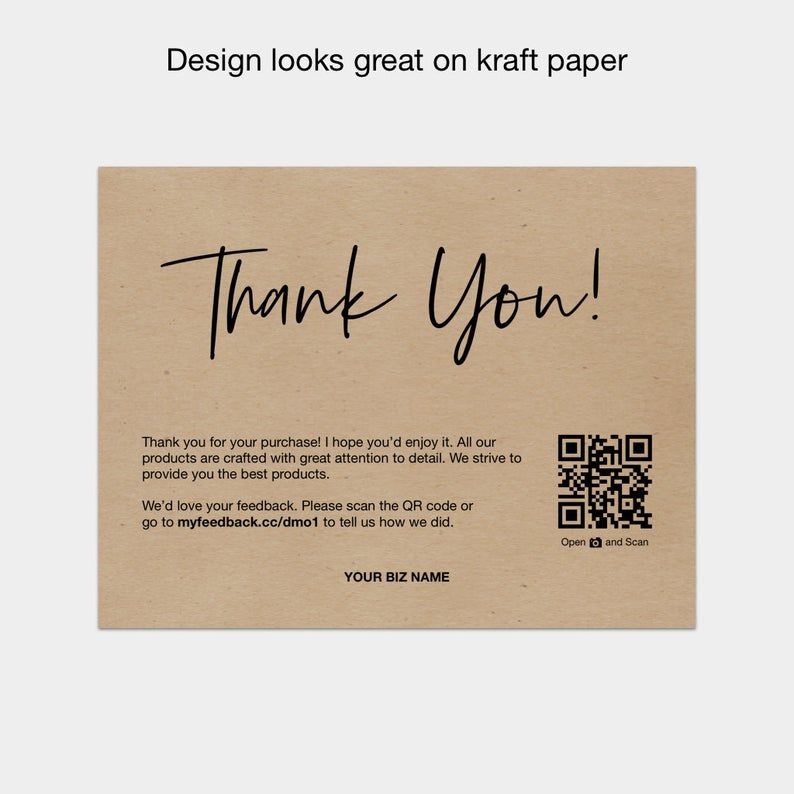 Design looks great on kraft paper
Thank You!
Thank you for your purchase! I hope you'd enjoy it. All our
products are crafted with great attention to detail. We strive to
provide you the best products.
We'd love your feedback. Please scan the QR code or
go to myfeedback.cc/dmo1 to tell us how we did.
Open and Scan
YOUR BIZ NAME